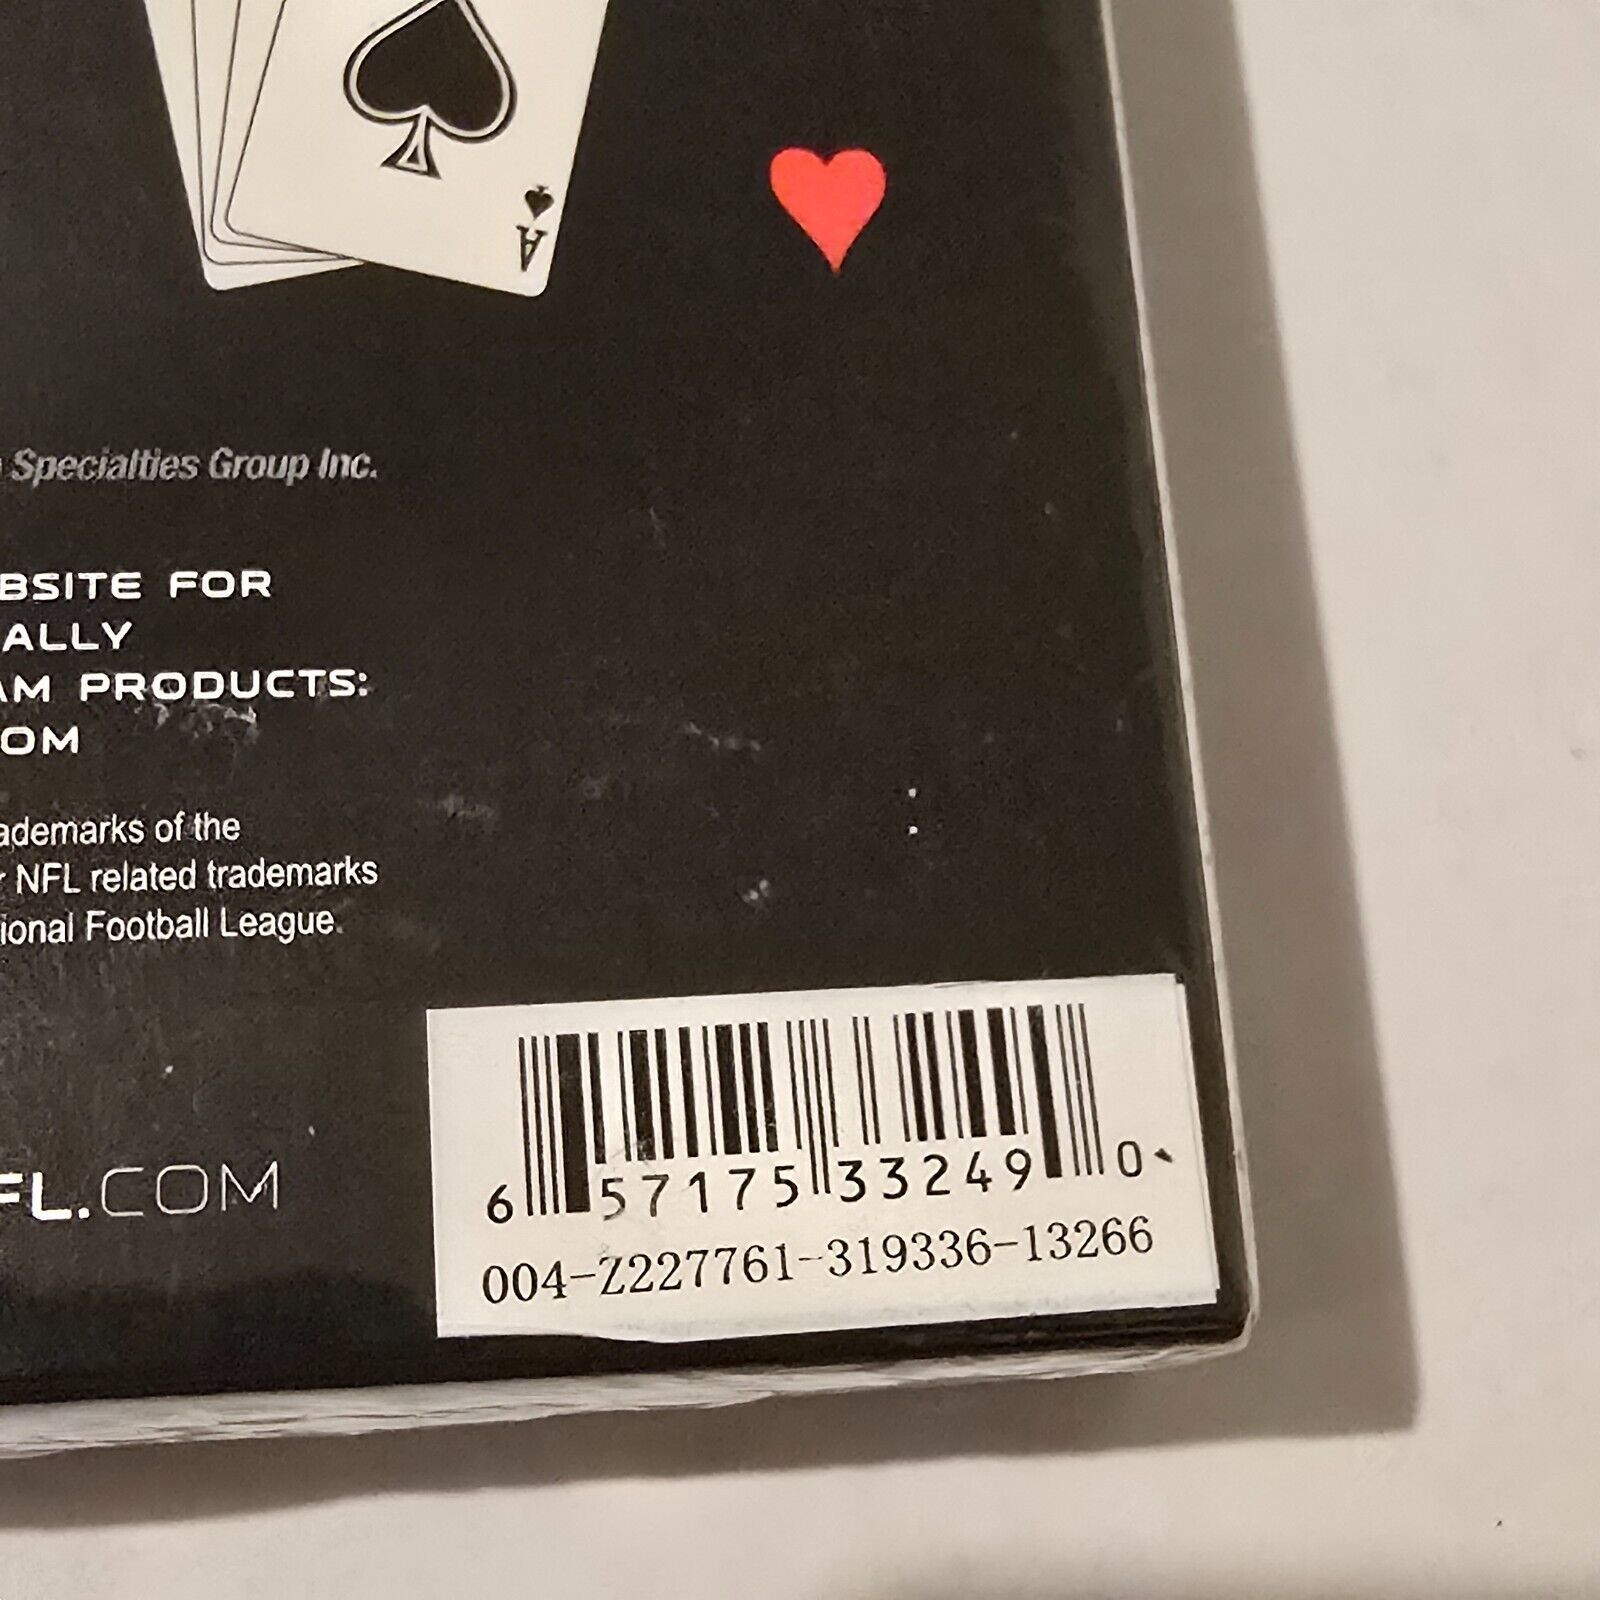 A
Specialties Group Inc.
BSITE FOR
ALLY
AM PRODUCTS:
OM
ademarks of the
r NFL related trademarks
ional Football League.
FL.COM
6 57175 33249 0
004-Z227761-319336-13266